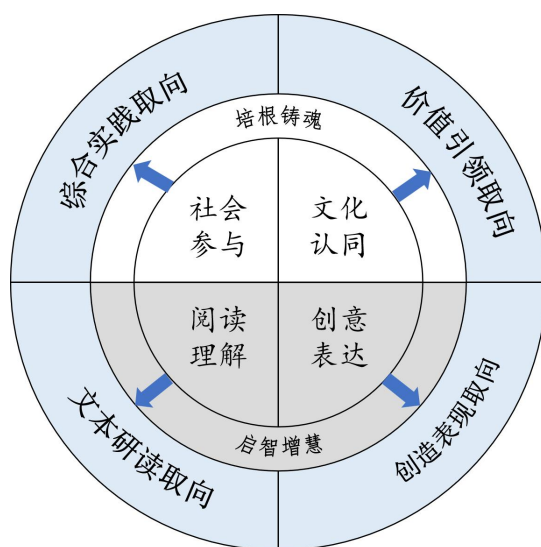 综合实践取向
价值引领取向
培根铸魂
社会
参与
文化
认同
阅读
理解
创意
表达
启智增慧
文本研读取向
创造表现取向